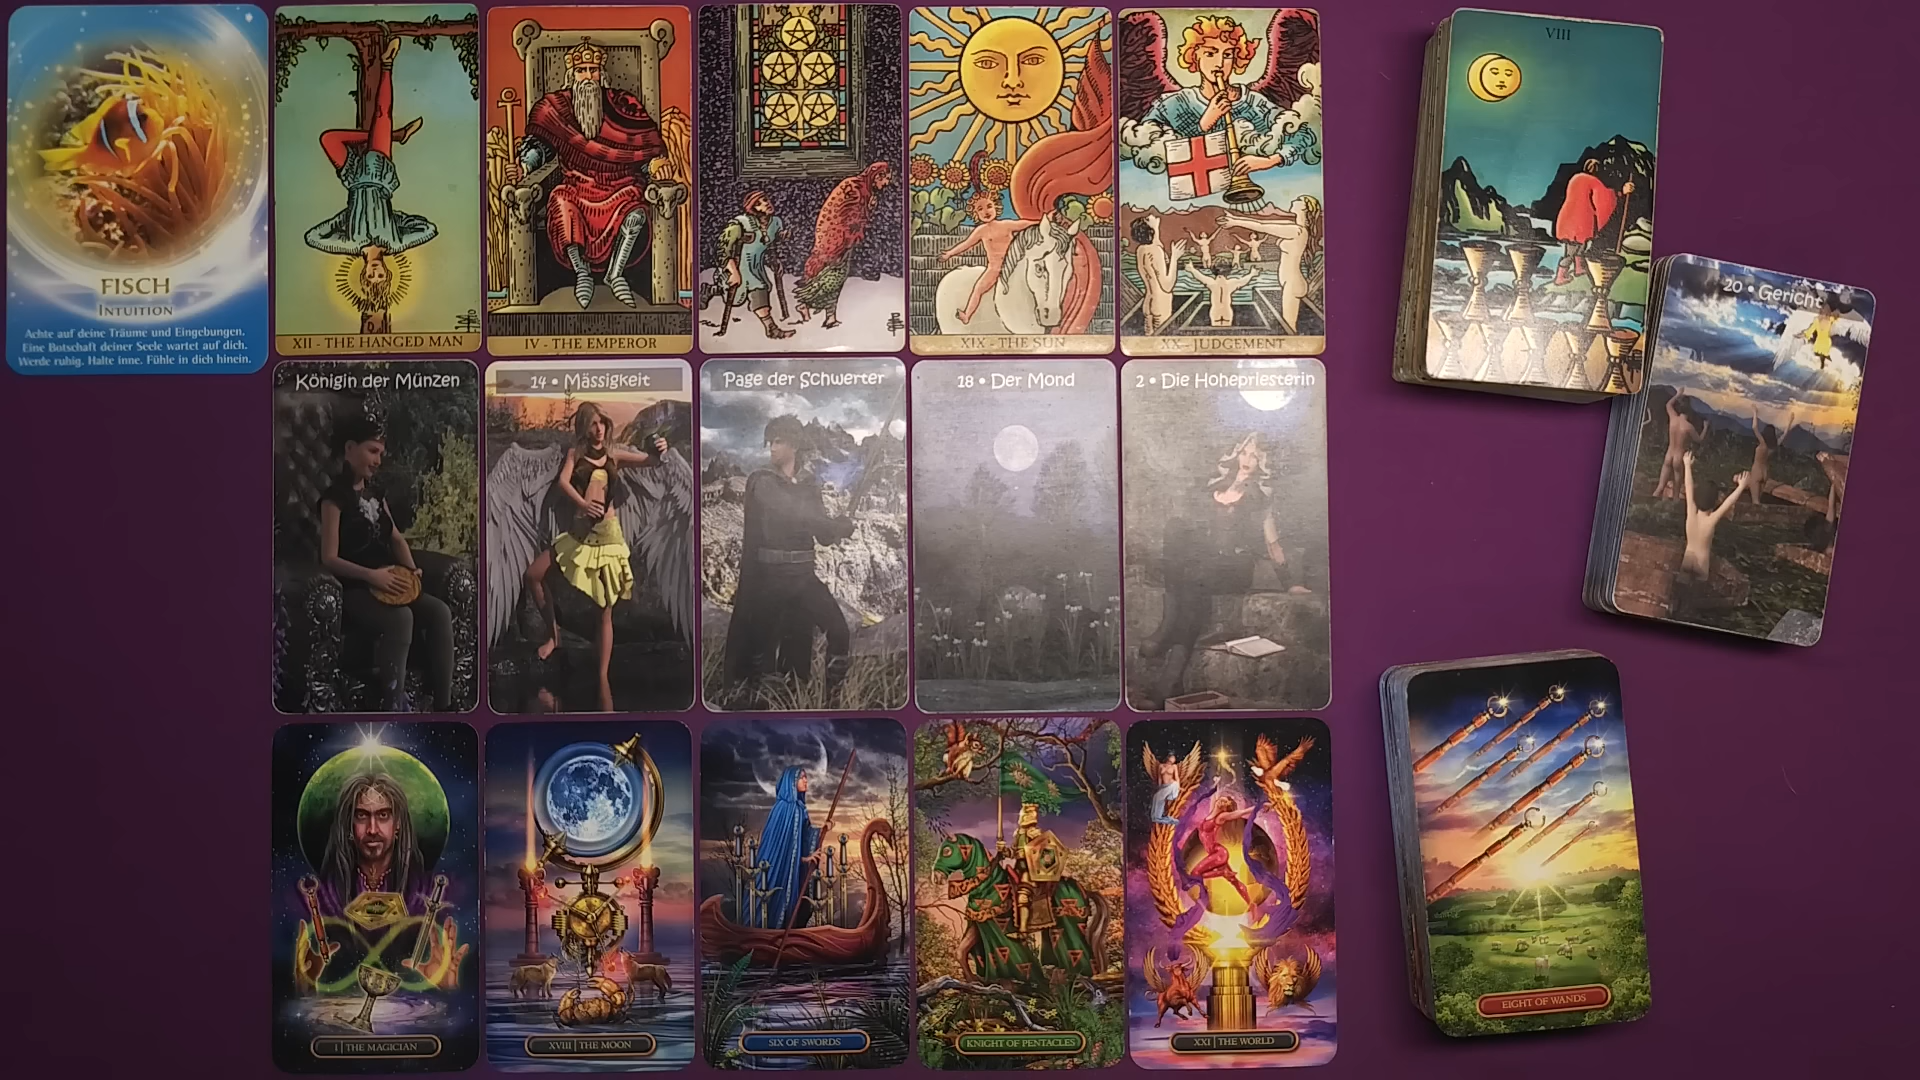 FISCH
INTUITION
Achte auf deine Träume und Eingebungen.
Eine Botschaft deiner Seele wartet auf dich.
Werde ruhig. Halte inne. Fühle in dich hinein.
XII - THE HANGED MAN
IV - THE EMPEROR
V
XIX - THE SUN
XX - JUDGEMENT
VIII
20 • Gericht
Königin der Münzen
14 • Mässigkeit
Page der Schwerter
18 • Der Mond
2 • Die Hohepriesterin
I | THE MAGICIAN
XVIII | THE MOON
SIX OF SWORDS
KNIGHT OF PENTACLES
XXI | THE WORLD
EIGHT OF WANDS